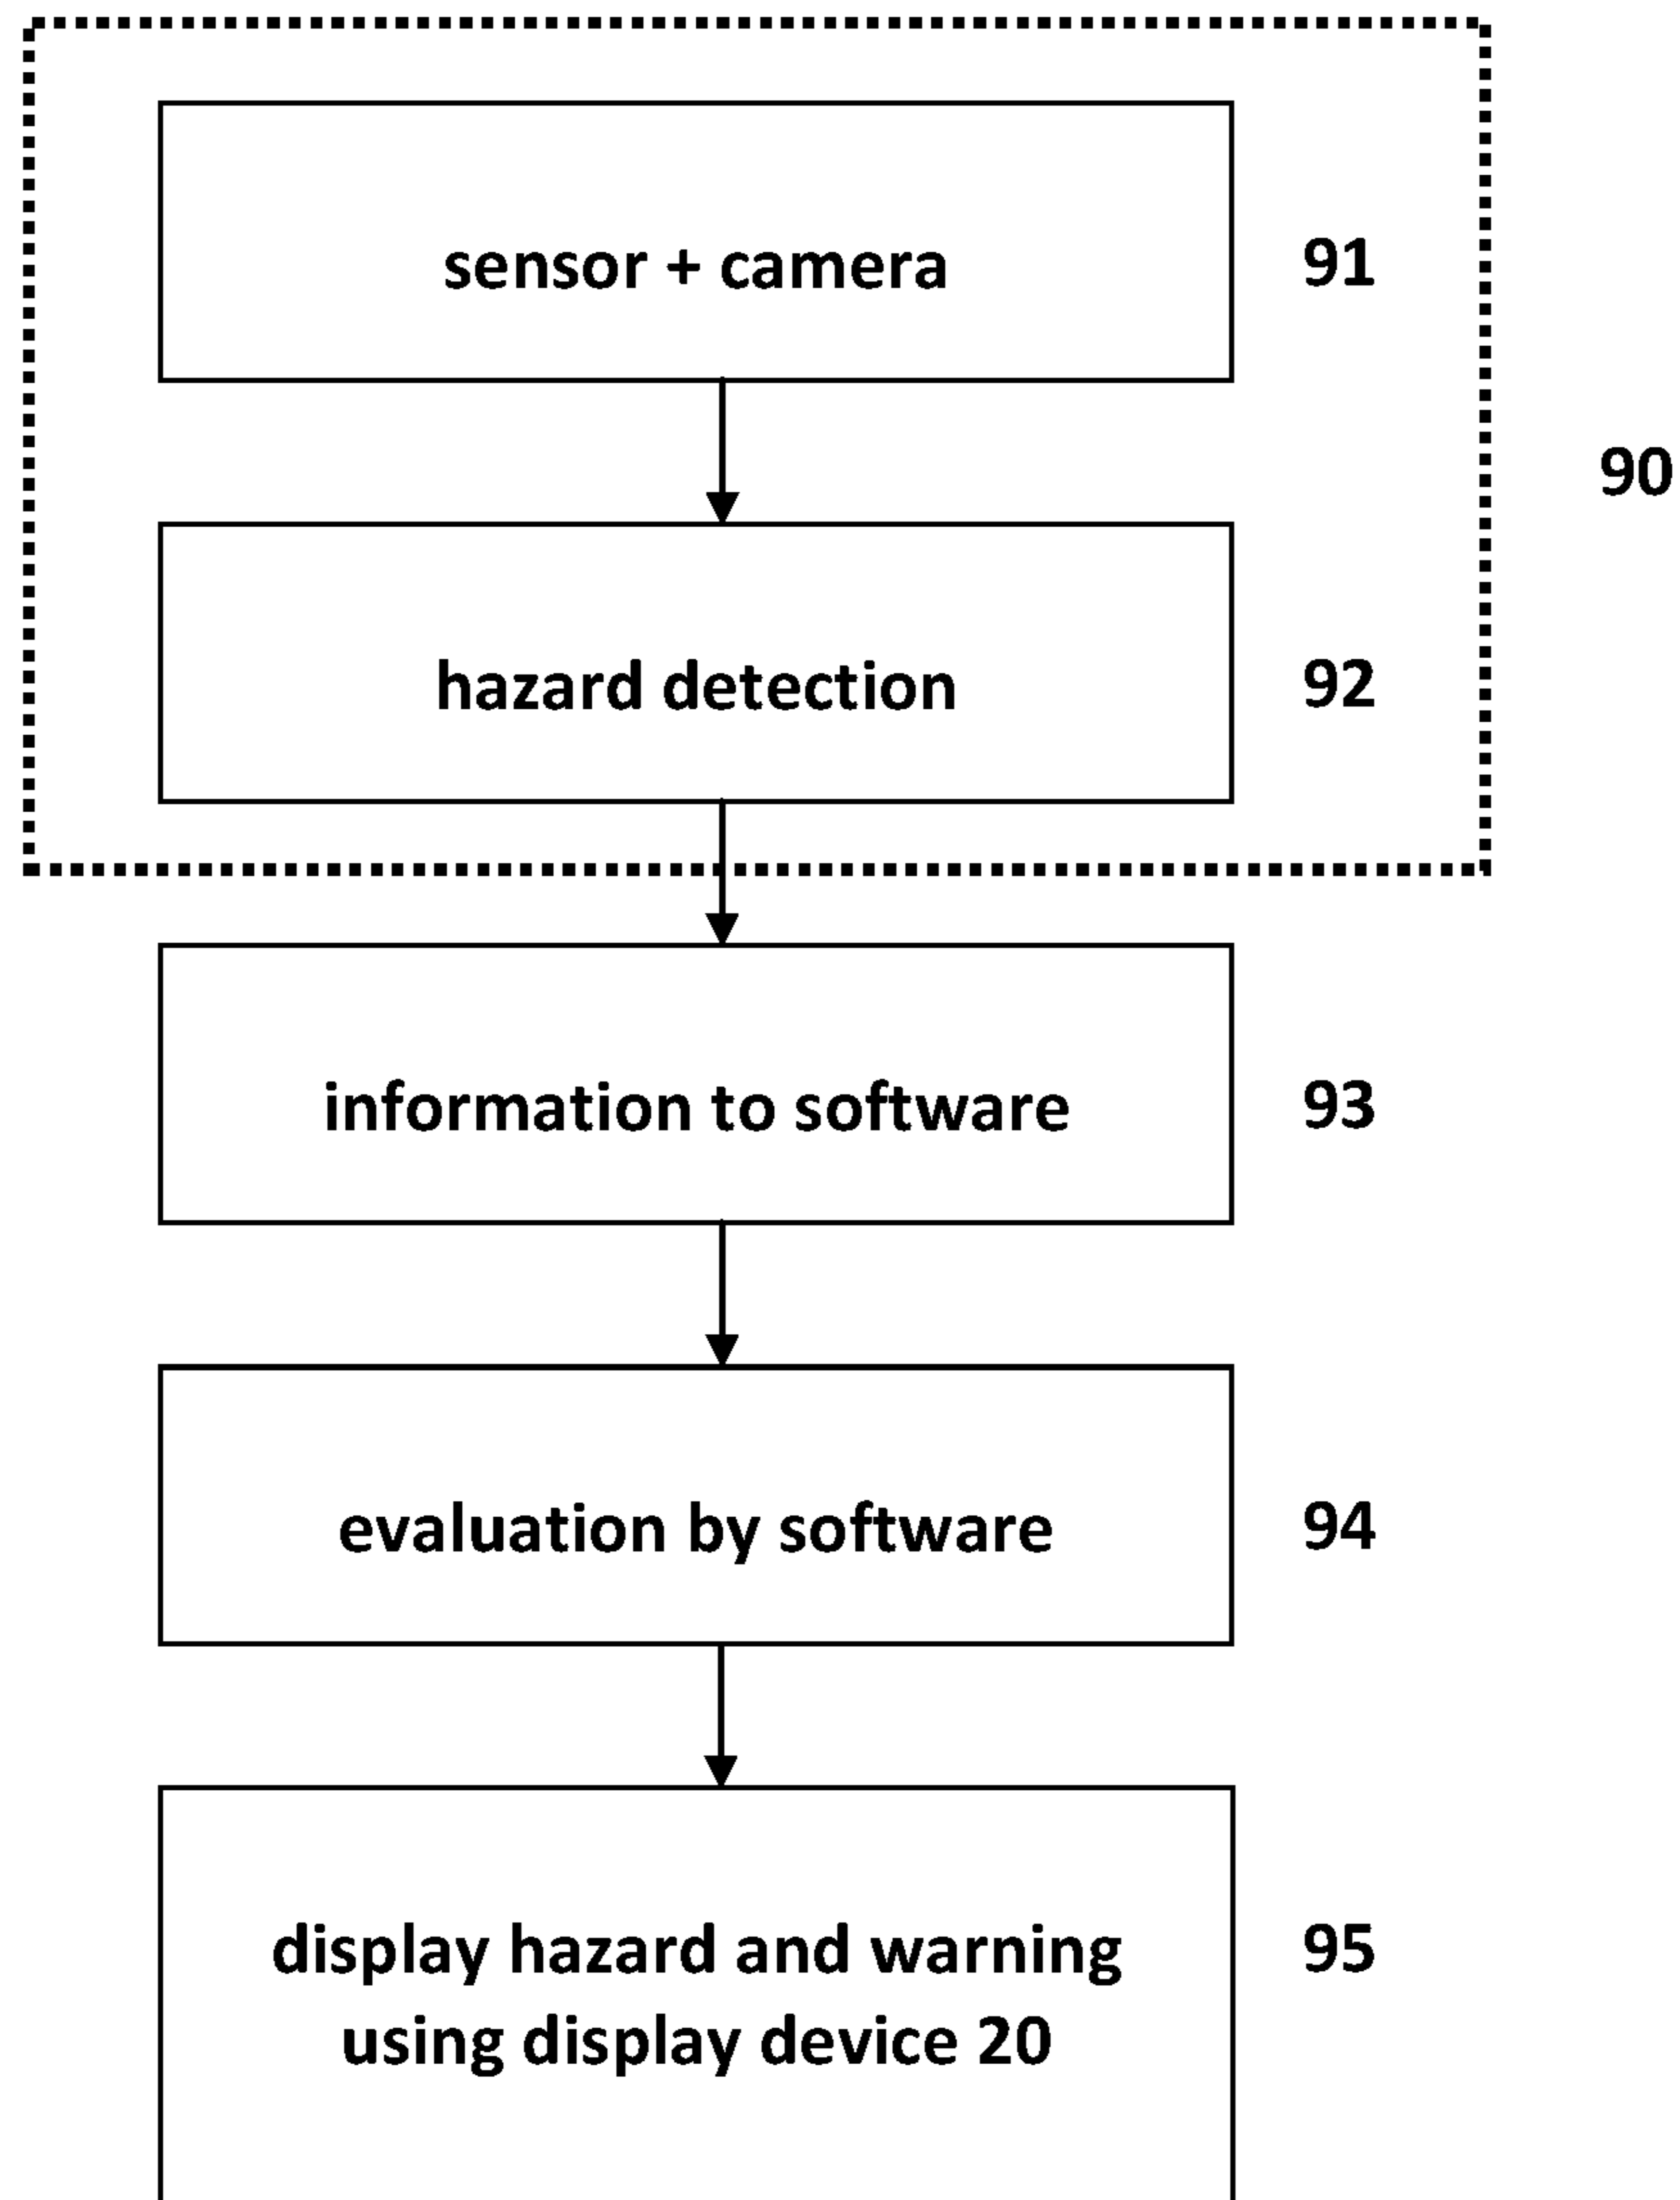 sensor + camera
91
90
hazard detection
92
information to software
93
evaluation by software
94
display hazard and warning
95
using display device 20